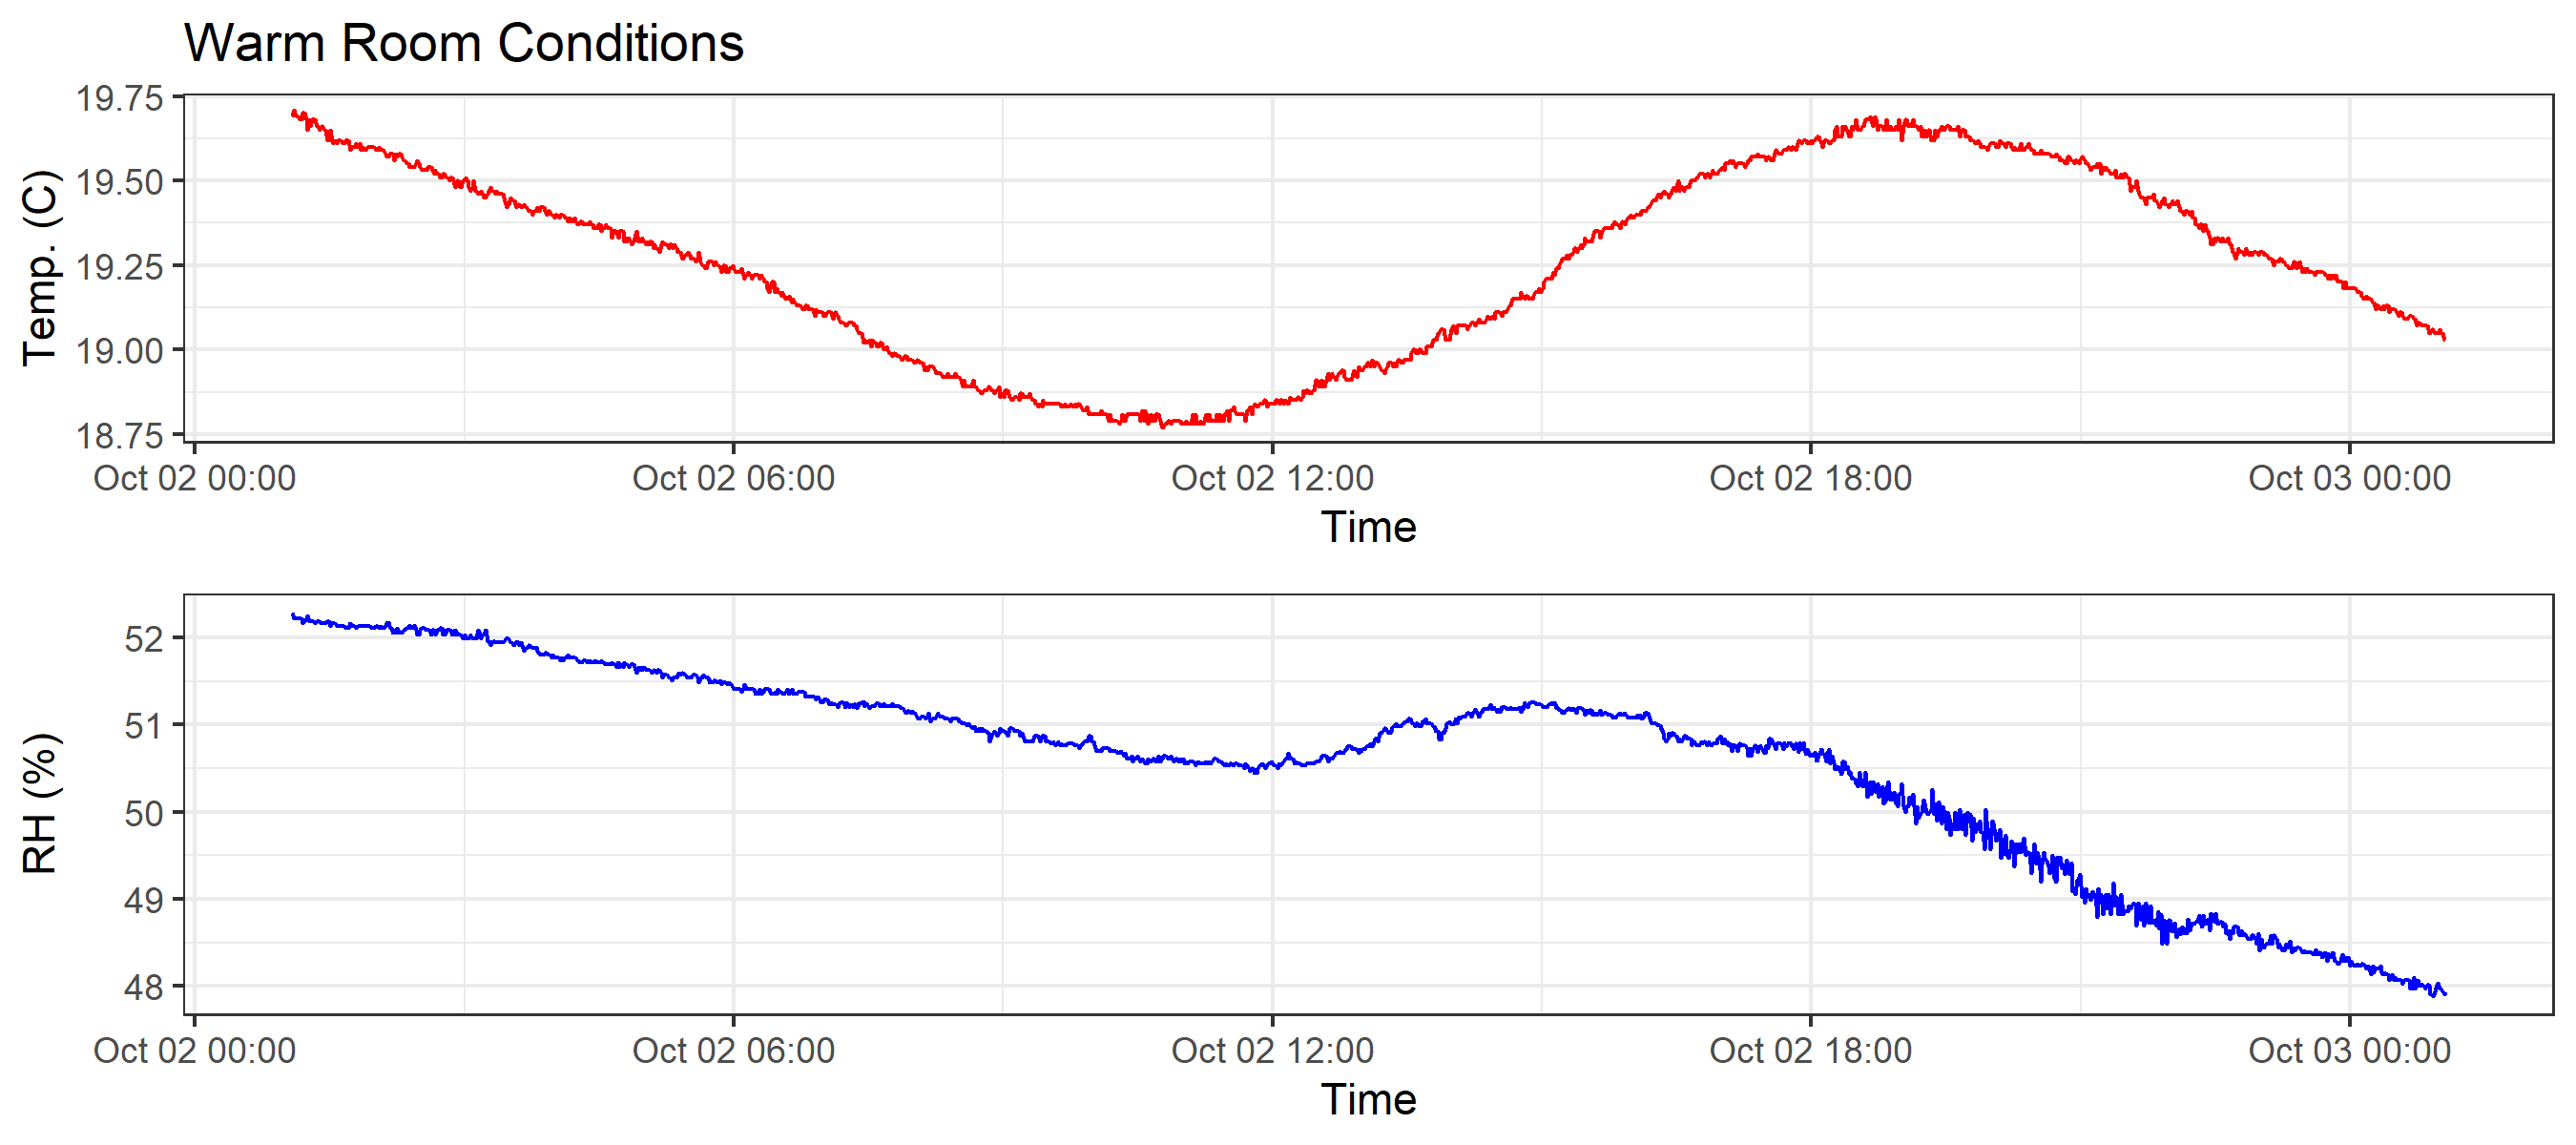 Warm Room Conditions
19.75
19.50
19.25
19.00
18.75
Temp. (C)
Oct 02 00:00 Oct 02 06:00 Oct 02 12:00 Oct 02 18:00 Oct 03 00:00
Time
52
51
50
49
48
RH (%)
Oct 02 00:00 Oct 02 06:00 Oct 02 12:00 Oct 02 18:00 Oct 03 00:00
Time